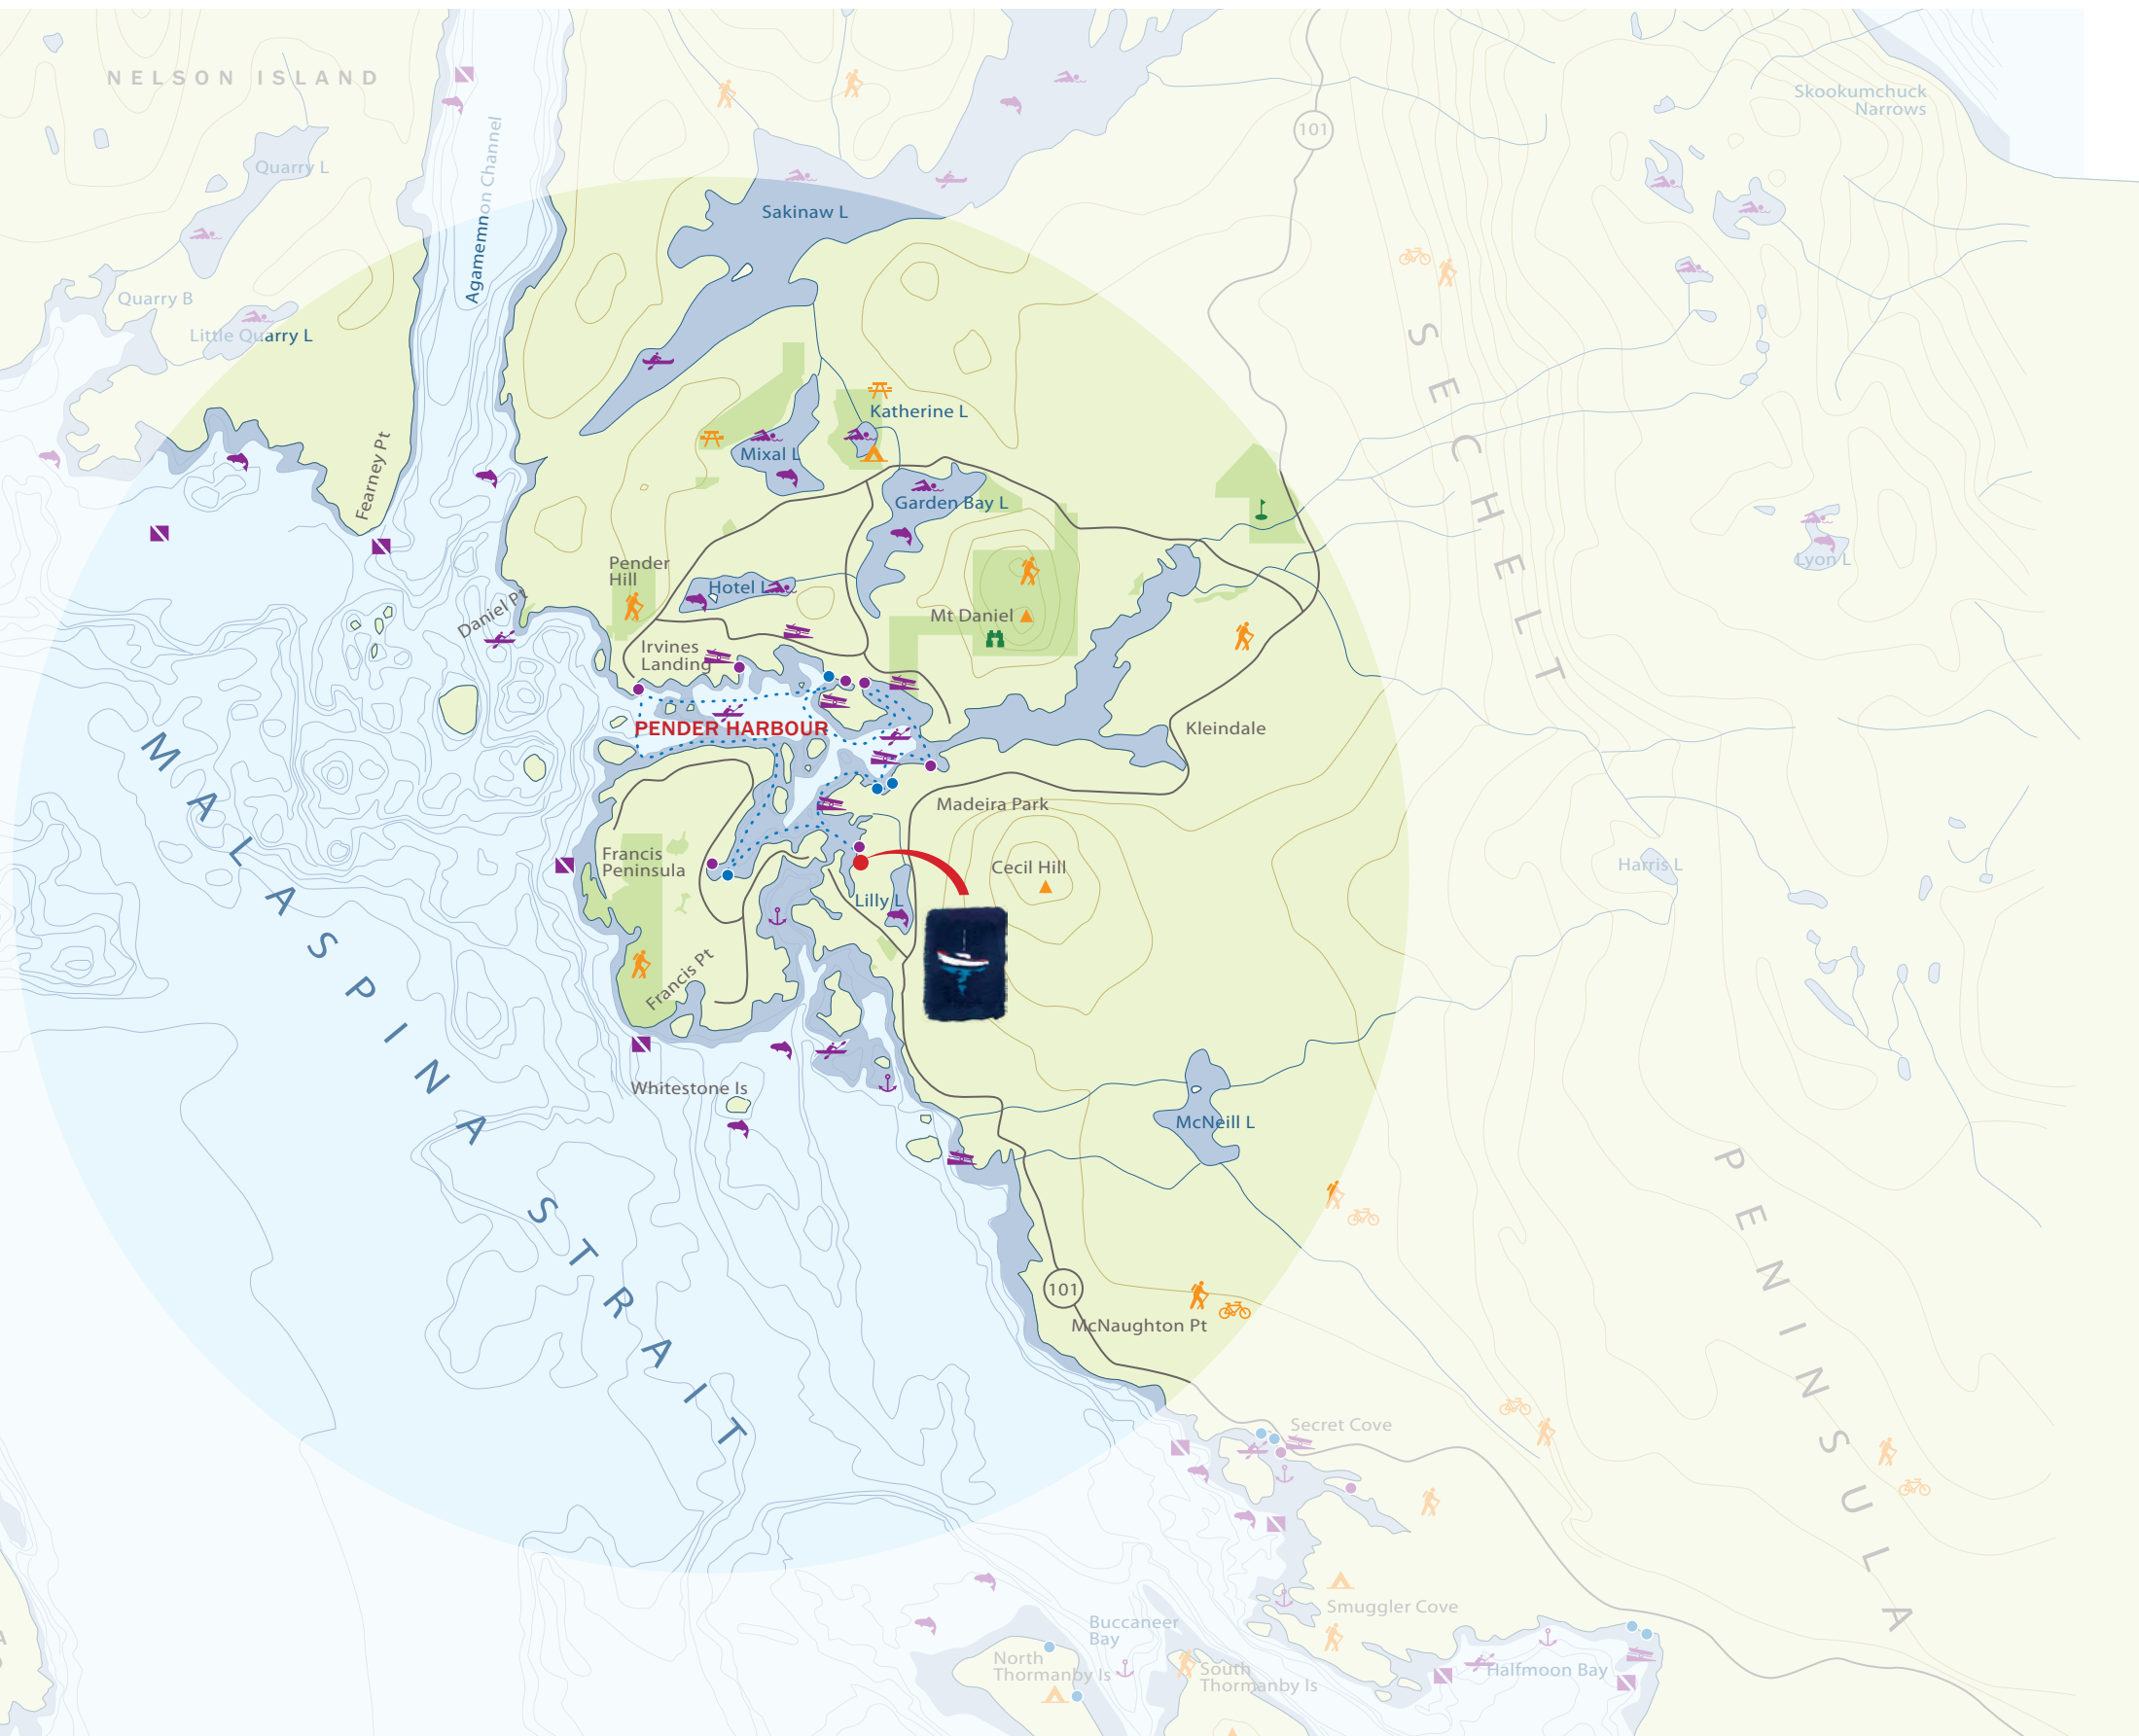 NELSON ISLAND
Skookumchuck
Narrows
101
Quarry L
Agamemnon Channel
Sakinaw L
Quarry B
Little Quarry L
SECHELT
Katherine L
Mixal L
Fearney Pt
Garden Bay L
Lyon L
Pender
Hill
Hotel L
Daniel Pt
Mt Daniel
Irvines
Landing
PENDER HARBOUR
Kleindale
MALASPINA
Madeira Park
Francis
Peninsula
Cecil Hill
Harris L
Lilly L
Francis Pt
Whitestone Is
McNeill L
STRAIT
PENINSULA
101
McNaughton Pt
Secret Cove
Smuggler Cove
Buccaneer
Bay
North
Thormanby Is
South
Thormanby Is
Halfmoon Bay